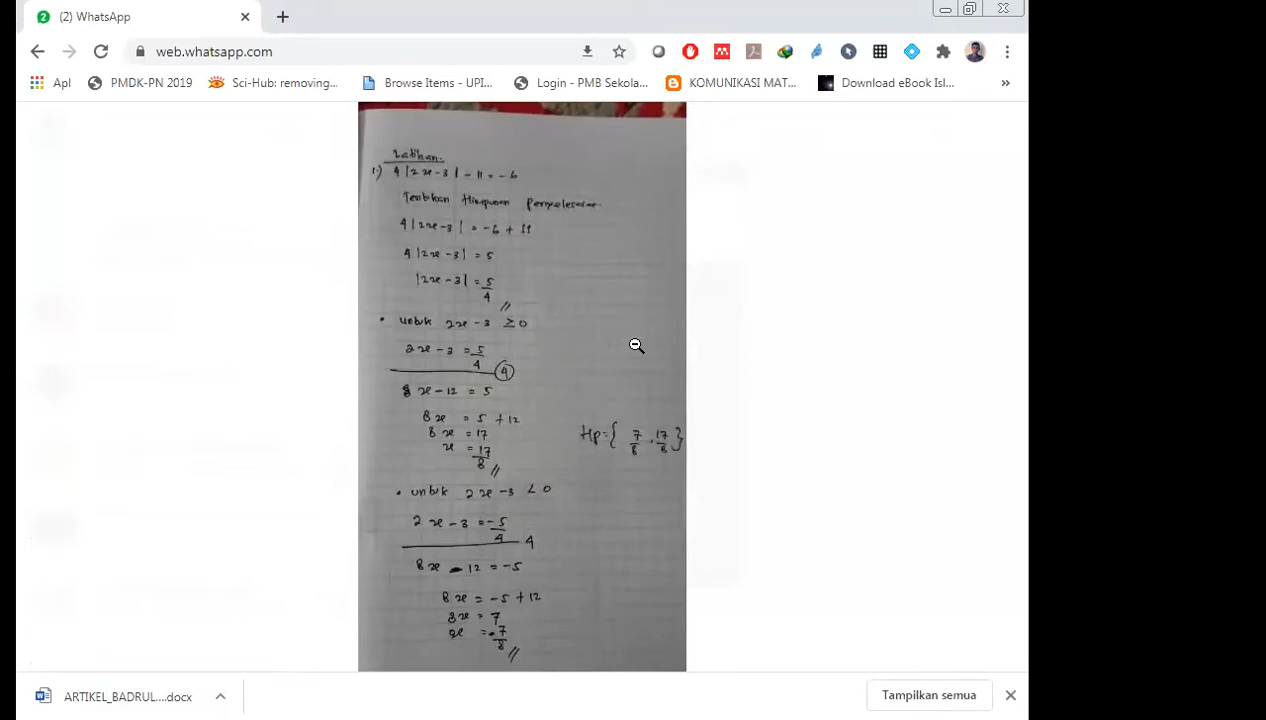 (2) WhatsApp
web.whatsapp.com
Apl PMDK-PN 2019 Sci-Hub: removing... Browse Items - UPI... Login - PMB Sekola... KOMUNIKASI MAT... Download eBook Isl... »
Latihan.
1.) 4|2x-3| - 11 = -6
Tentukan Himpunan Penyelesaian.
4|2x-3| = -6 + 11
4|2x-3| = 5
|2x-3| = 5/4 //
• untuk 2x-3 ≥ 0
2x-3 = 5/4
4
8x-12 = 5
8x = 5 + 12
8x = 17
x = 17/8 //
Hp = { 7/8, 17/8 }
• untuk 2x-3 < 0
2x-3 = -5/4
4
8x - 12 = -5
8x = -5 + 12
8x = 7
x = 7/8 //
ARTIKEL_BADRUL....docx
Tampilkan semua